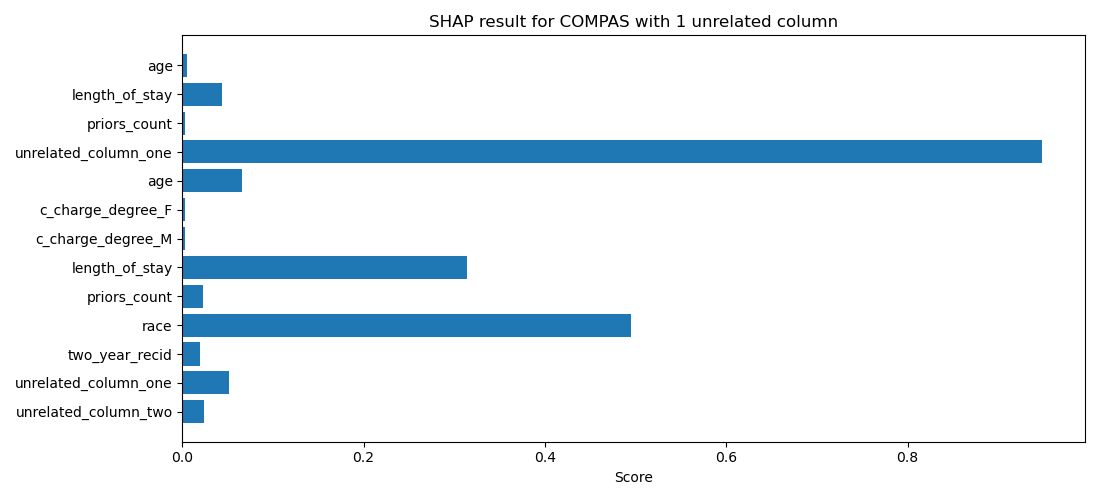 SHAP result for COMPAS with 1 unrelated column
age
length_of_stay
priors_count
unrelated_column_one
age
c_charge_degree_F
c_charge_degree_M
length_of_stay
priors_count
race
two_year_recid
unrelated_column_one
unrelated_column_two
0.0 0.2 0.4 0.6 0.8
Score